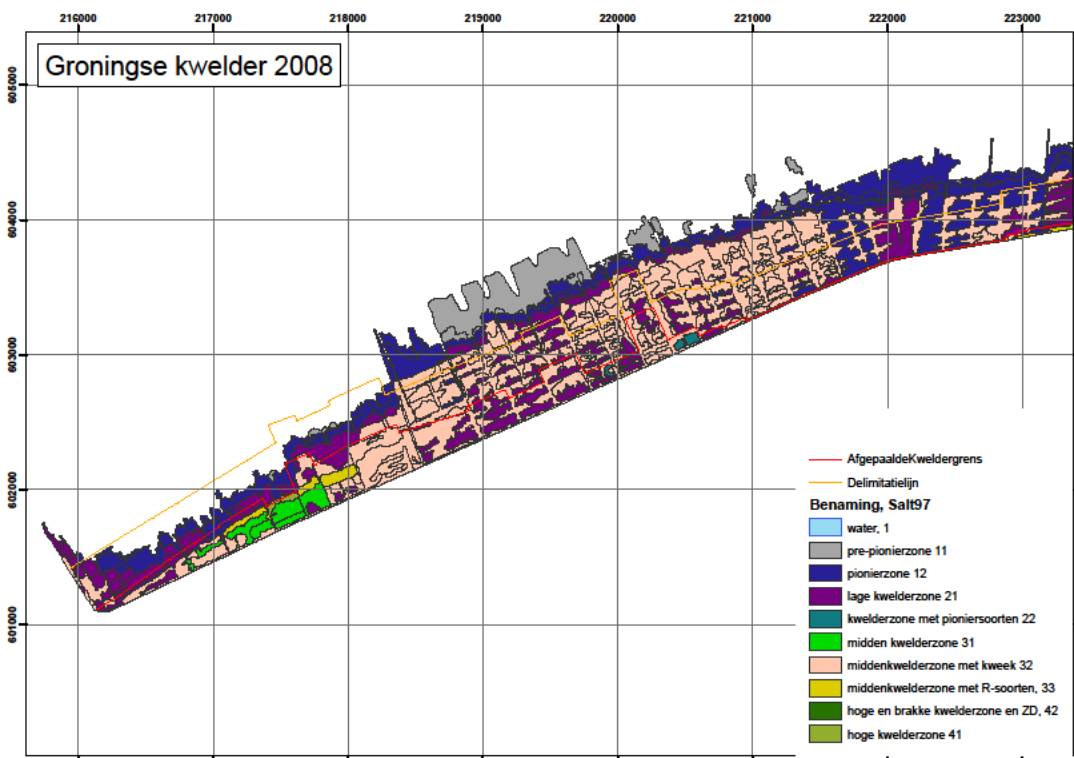 216000 217000 218000 219000 220000 221000 222000 223000
Groningse kwelder 2008
605000
604000
603000
602000
601000
AfgepaaldeKweldergrens
Delimitatielijn
Benaming, Salt97
water, 1
pre-pionierzone 11
pionierzone 12
lage kwelderzone 21
kwelderzone met pioniersoorten 22
midden kwelderzone 31
middenkwelderzone met kweek 32
middenkwelderzone met R-soorten, 33
hoge en brakke kwelderzone en ZD, 42
hoge kwelderzone 41